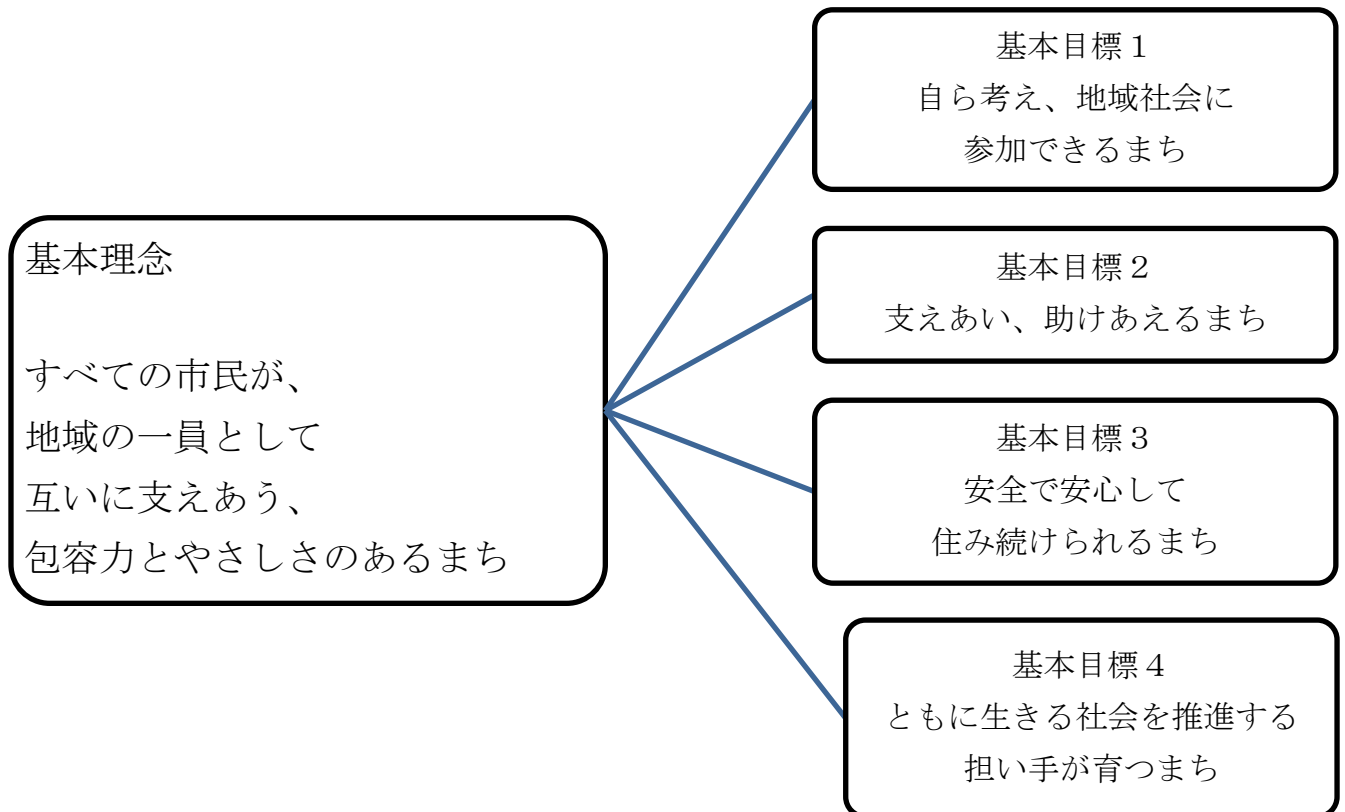 基本理念
すべての市民が、
地域の一員として
互いに支えあう、
包容力とやさしさのあるまち
基本目標１
自ら考え、地域社会に
参加できるまち
基本目標２
支えあい、助けあえるまち
基本目標３
安全で安心して
住み続けられるまち
基本目標４
ともに生きる社会を推進する
担い手が育つまち